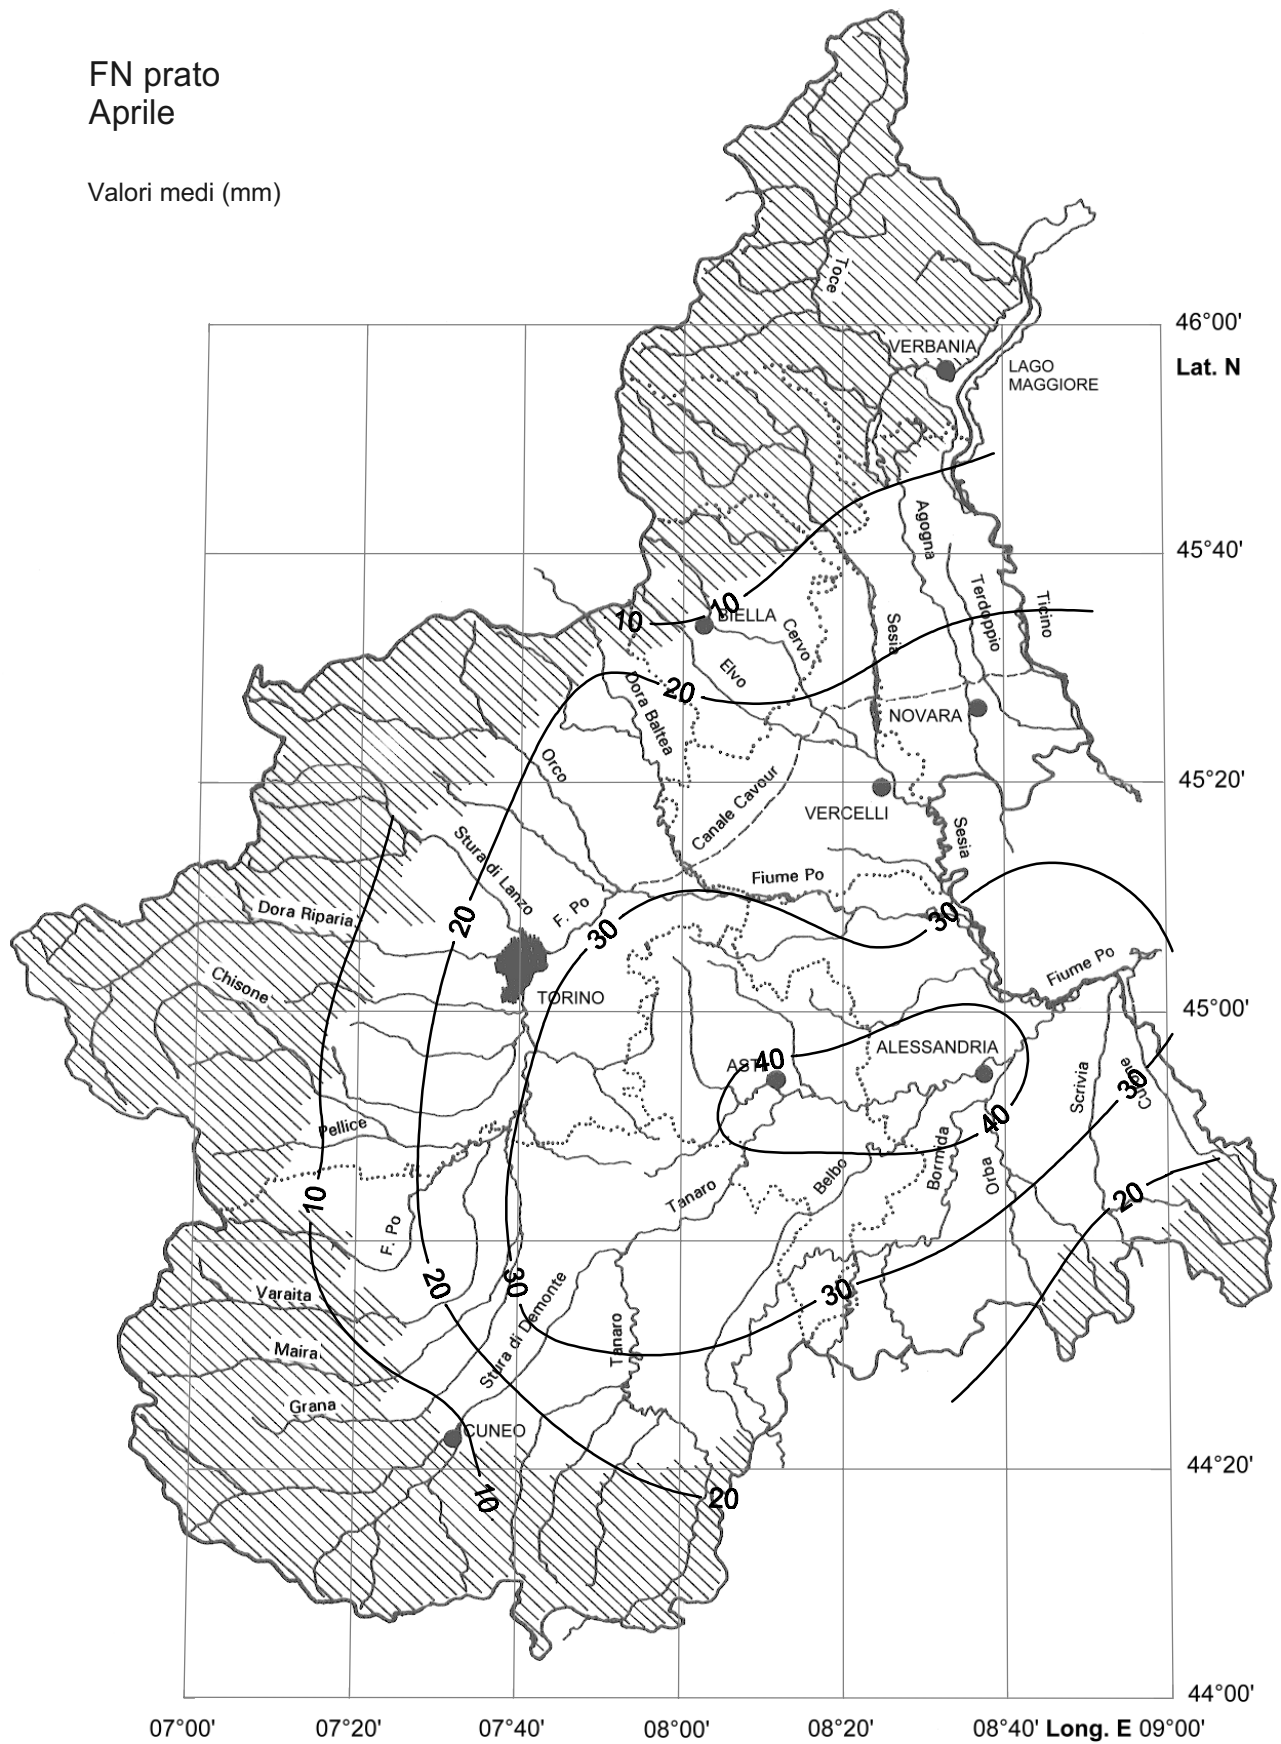 FN prato
Aprile
Valori medi (mm)
Toce
46°00'
VERBANIA
Lat. N
LAGO
MAGGIORE
Agogna
45°40'
Terdoppio
Ticino
10
10
BIELLA
Cervo
Sesia
Elvo
20
Dora Baltea
NOVARA
Orco
45°20'
Canale Cavour
VERCELLI
Stura di Lanzo
Sesia
Fiume Po
Dora Riparia
F. Po
20
30
30
Fiume Po
Chisone
TORINO
45°00'
ALESSANDRIA
ASTI
40
Scrivia
Curone
30
40
Pellice
Bormida
Orba
Belbo
Tanaro
10
20
F. Po
20
30
Varaita
30
Stura di Demonte
Tanaro
Maira
Grana
CUNEO
44°20'
10
20
44°00'
07°00' 07°20' 07°40' 08°00' 08°20' 08°40' Long. E 09°00'